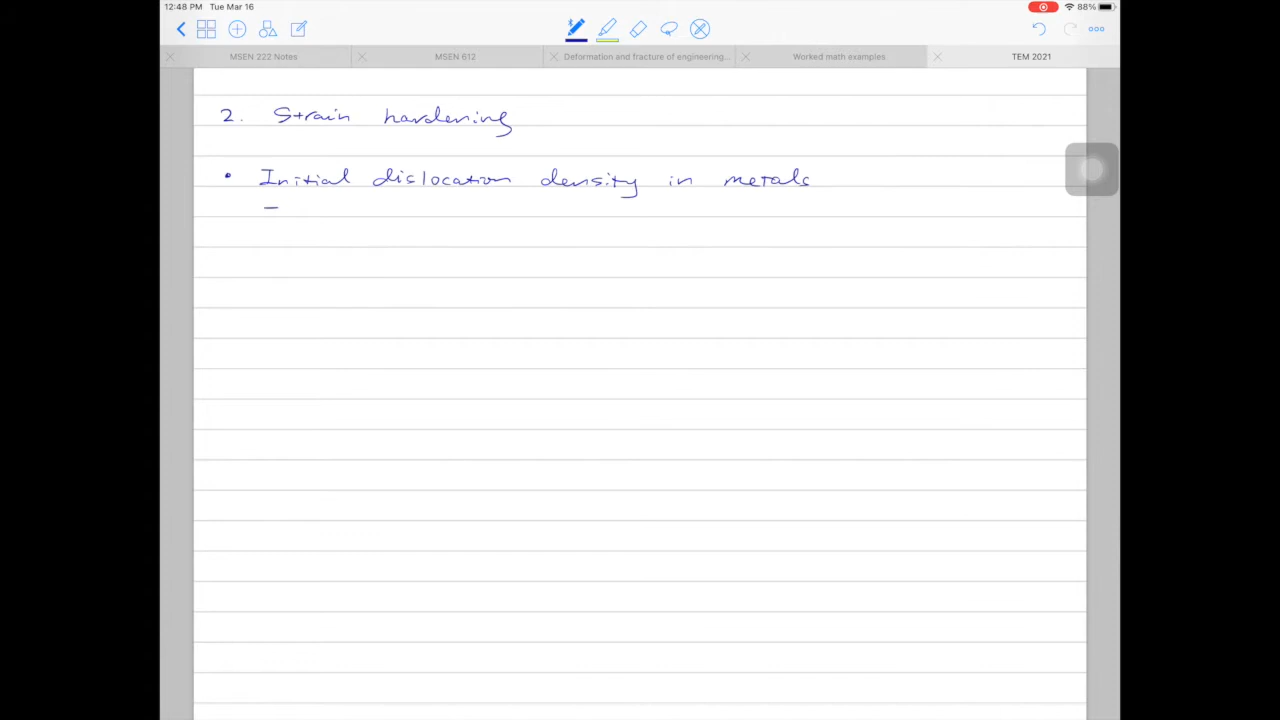 12:48 PM Tue Mar 16
88%
MSEN 222 Notes
MSEN 612
Deformation and fracture of engineering...
Worked math examples
TEM 2021
2. Strain hardening
• Initial dislocation density in metals
–